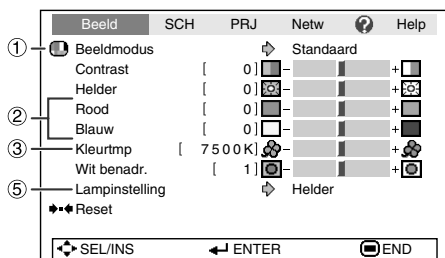 Beeld SCH PRJ Netw ? Help
① Beeldmodus Standaard
Contrast [ 0] - +
Helder [ 0] - +
② Rood [ 0] - +
Blauw [ 0] - +
③ Kleurtmp [ 7500K] - +
Wit benadr. [ 1] - +
⑤ Lampinstelling Helder
Reset
SEL/INS ENTER END